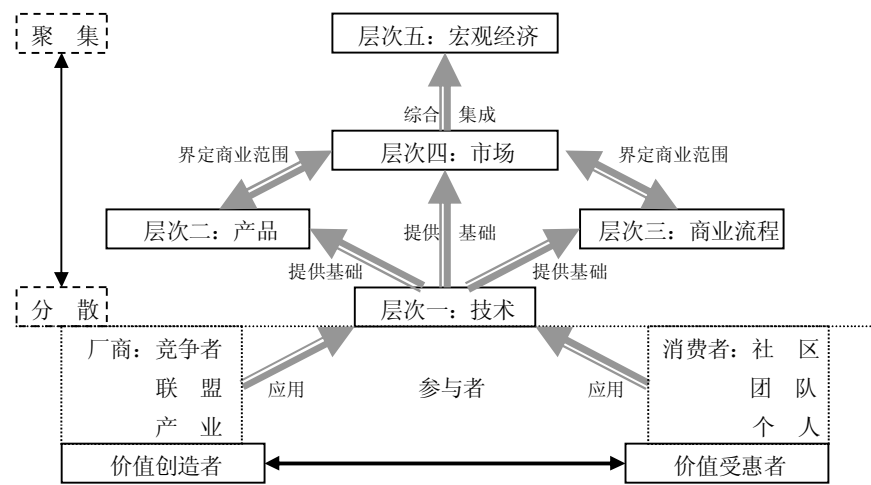 聚 集
层次五：宏观经济
综合 集成
界定商业范围
层次四：市场
界定商业范围
层次二：产品
提供 基础
层次三：商业流程
提供基础
提供基础
分 散
层次一：技术
厂商：竞争者
联 盟
产 业
应用
参与者
应用
消费者：社 区
团 队
个 人
价值创造者
价值受惠者